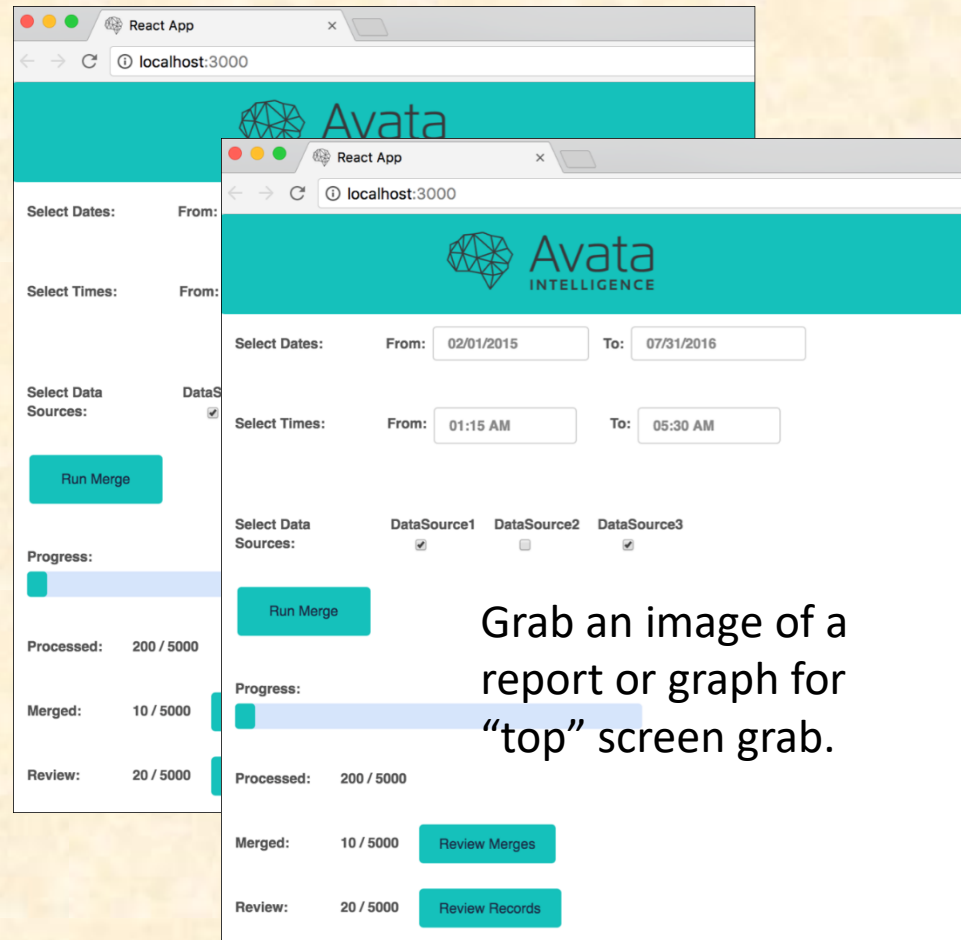 React App
localhost:3000
Avata
Select Dates: From:
Select Times: From:
Select Data
Sources:
DataS
Run Merge
Progress:
Processed: 200 / 5000
Merged: 10 / 5000
Review: 20 / 5000
React App
localhost:3000
Avata
INTELLIGENCE
Select Dates: From: 02/01/2015 To: 07/31/2016
Select Times: From: 01:15 AM To: 05:30 AM
Select Data
Sources:
DataSource1 DataSource2 DataSource3
Run Merge
Grab an image of a
report or graph for
“top” screen grab.
Progress:
Processed: 200 / 5000
Merged: 10 / 5000 Review Merges
Review: 20 / 5000 Review Records